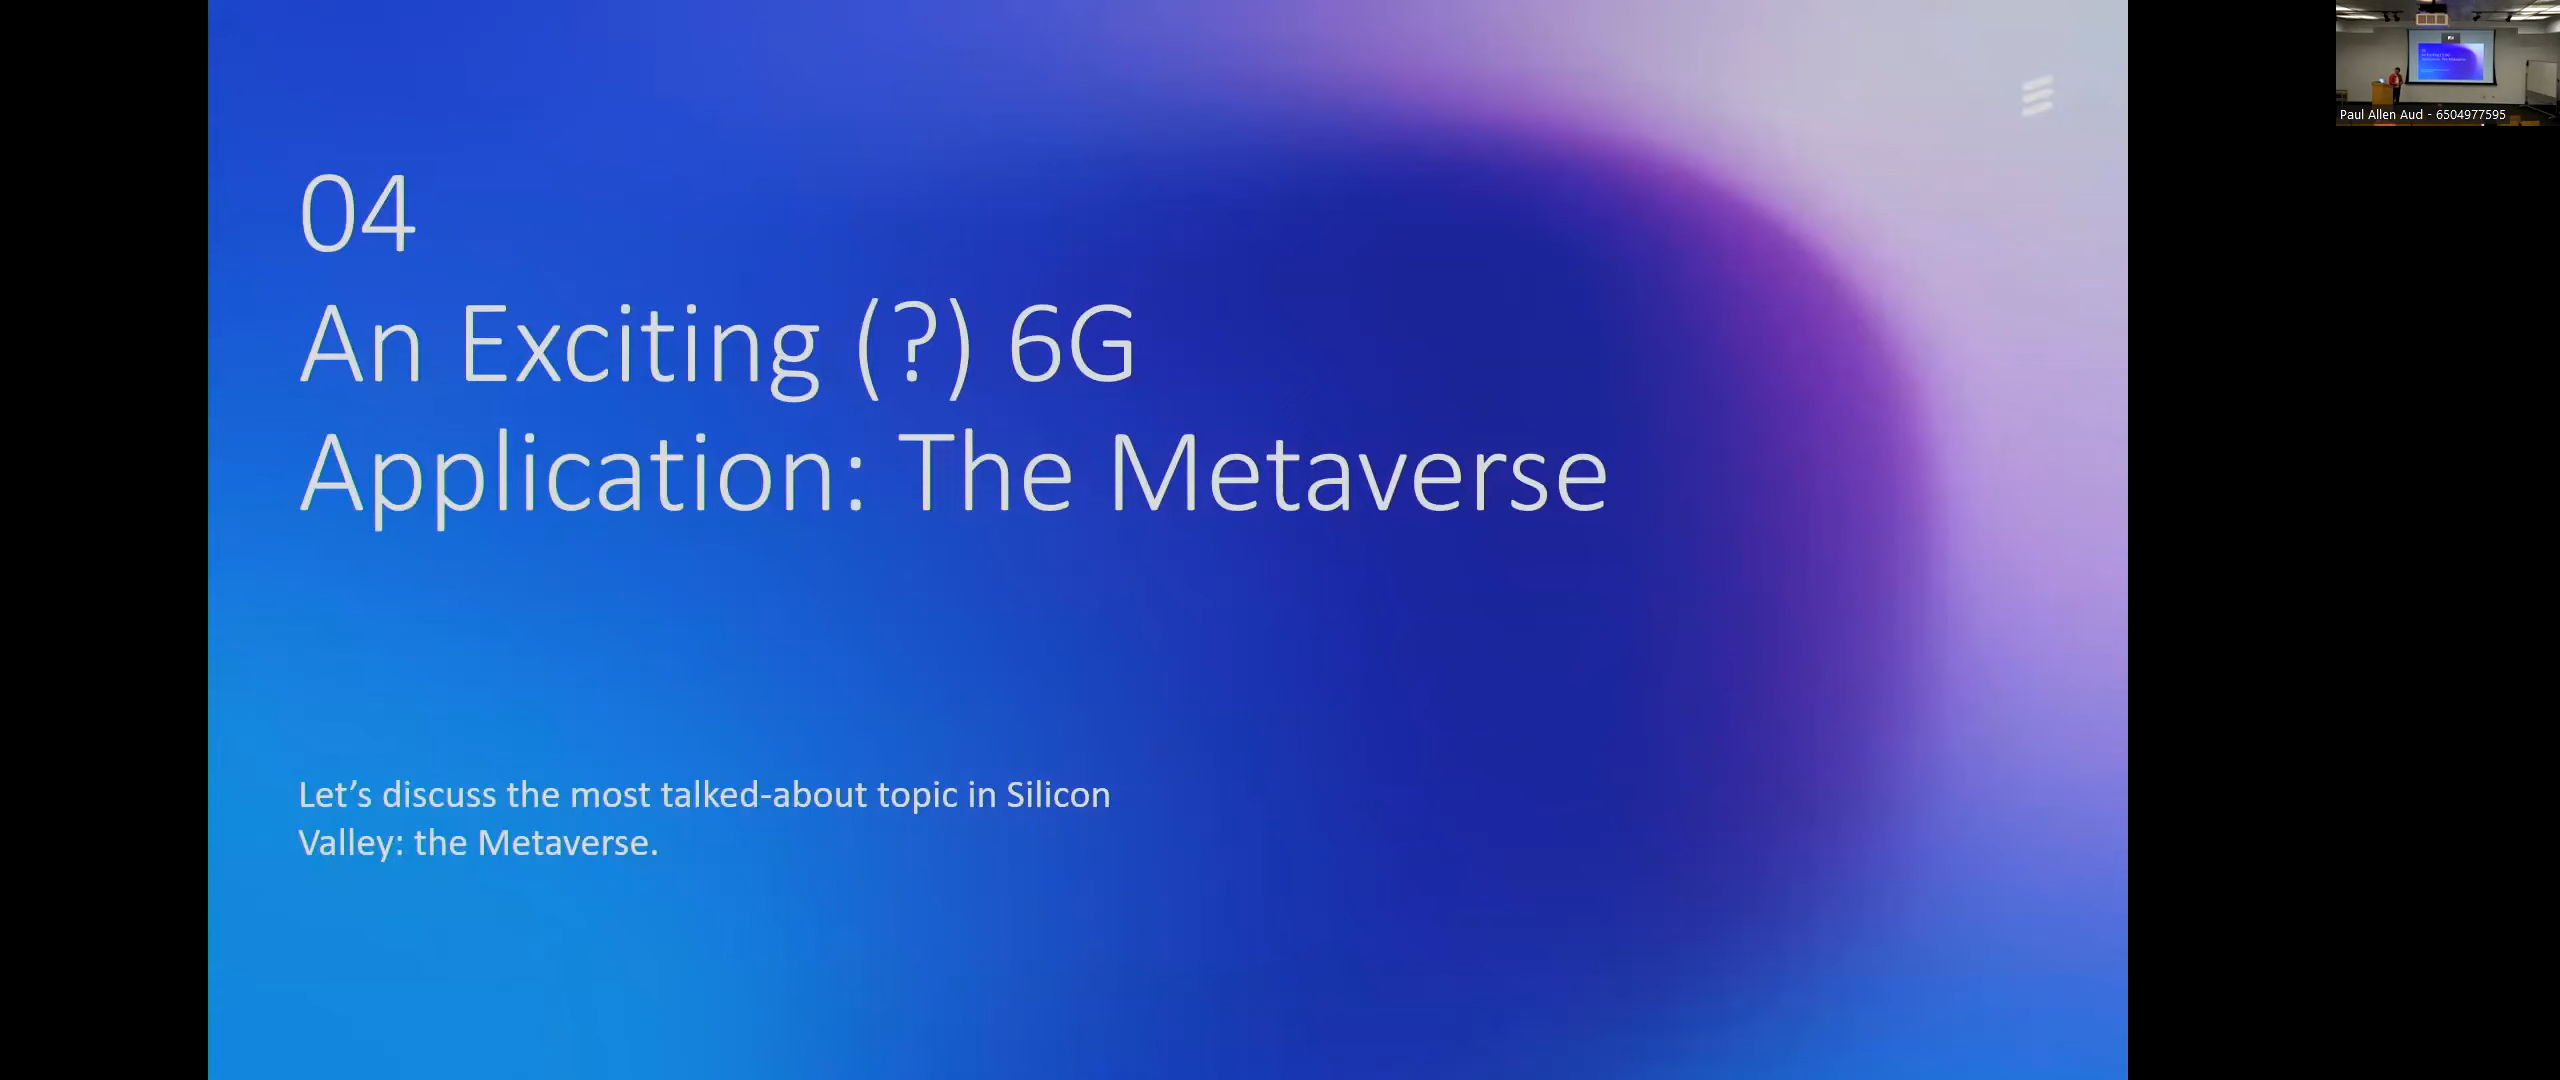 04
An Exciting (?) 6G
Application: The Metaverse
Let’s discuss the most talked-about topic in Silicon
Valley: the Metaverse.
Paul Allen Aud - 6504977595